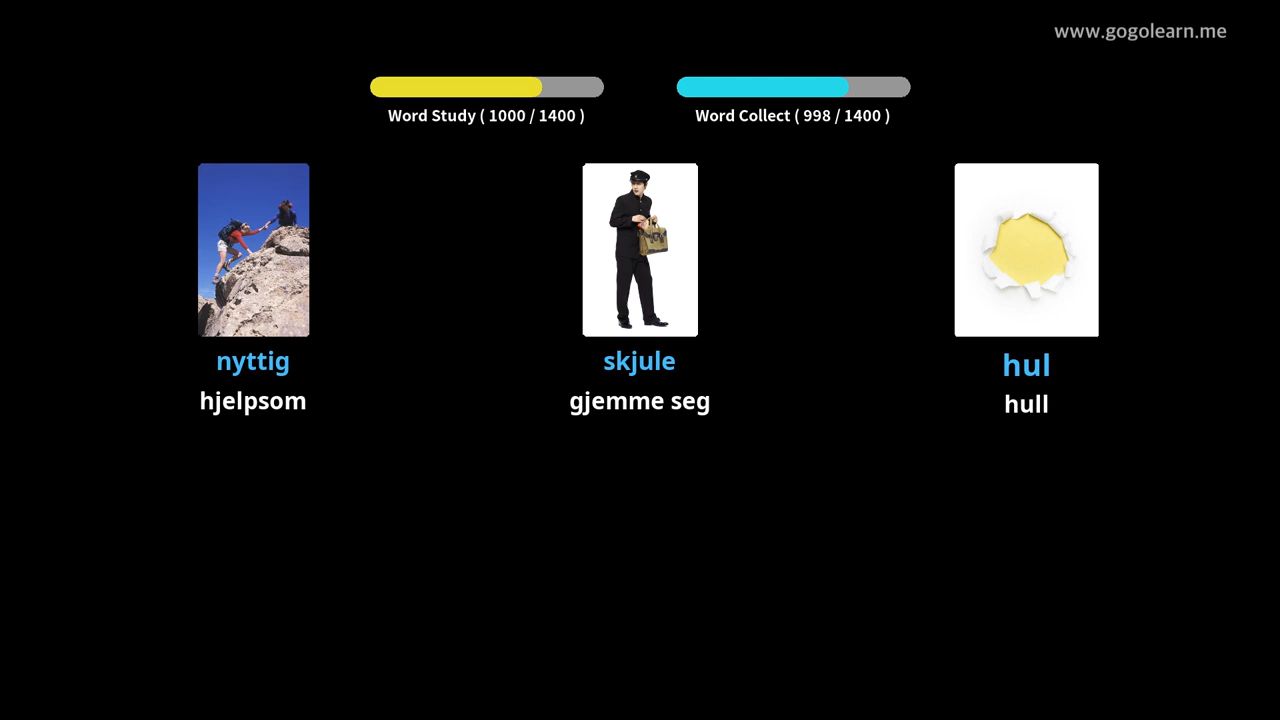 www.gogolearn.me
Word Study ( 1000 / 1400 )
Word Collect ( 998 / 1400 )
nyttig
hjelpsom
skjule
gjemme seg
hul
hull